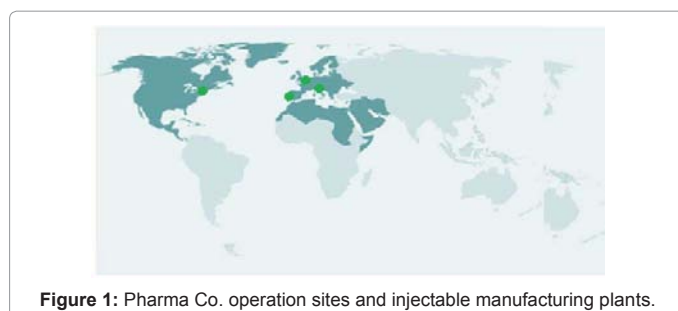 Figure 1: Pharma Co. operation sites and injectable manufacturing plants.